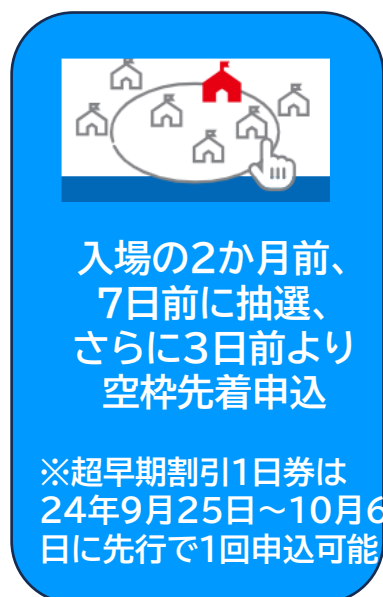 入場の2か月前、
7日前に抽選、
さらに3日前より
空枠先着申込
※超早期割引1日券は
24年9月25日～10月6
日に先行で1回申込可能